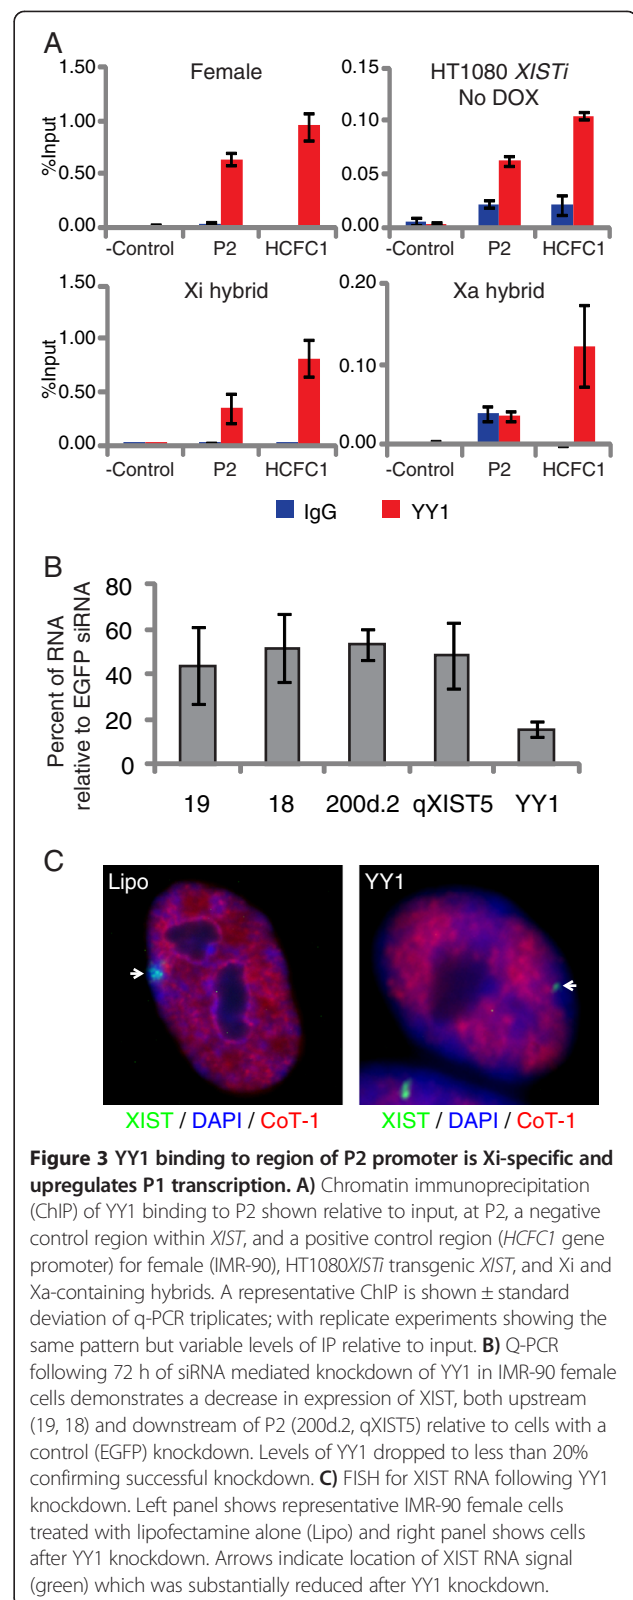 A
Female
HT1080 XISTi
No DOX
%Input
1.50
1.00
0.50
0.00
-Control P2 HCFC1
0.15
0.10
0.05
0.00
-Control P2 HCFC1
Xi hybrid
Xa hybrid
%Input
1.50
1.00
0.50
0.00
-Control P2 HCFC1
0.20
0.10
0.00
-Control P2 HCFC1
IgG YY1
B
Percent of RNA
relative to EGFP siRNA
80
60
40
20
0
19 18 200d.2 qXIST5 YY1
C
Lipo
YY1
XIST / DAPI / CoT-1
XIST / DAPI / CoT-1
Figure 3 YY1 binding to region of P2 promoter is Xi-specific and
upregulates P1 transcription. A) Chromatin immunoprecipitation
(ChIP) of YY1 binding to P2 shown relative to input, at P2, a negative
control region within XIST, and a positive control region (HCFC1 gene
promoter) for female (IMR-90), HT1080XISTi transgenic XIST, and Xi and
Xa-containing hybrids. A representative ChIP is shown ± standard
deviation of q-PCR triplicates; with replicate experiments showing the
same pattern but variable levels of IP relative to input. B) Q-PCR
following 72 h of siRNA mediated knockdown of YY1 in IMR-90 female
cells demonstrates a decrease in expression of XIST, both upstream
(19, 18) and downstream of P2 (200d.2, qXIST5) relative to cells with a
control (EGFP) knockdown. Levels of YY1 dropped to less than 20%
confirming successful knockdown. C) FISH for XIST RNA following YY1
knockdown. Left panel shows representative IMR-90 female cells
treated with lipofectamine alone (Lipo) and right panel shows cells
after YY1 knockdown. Arrows indicate location of XIST RNA signal
(green) which was substantially reduced after YY1 knockdown.